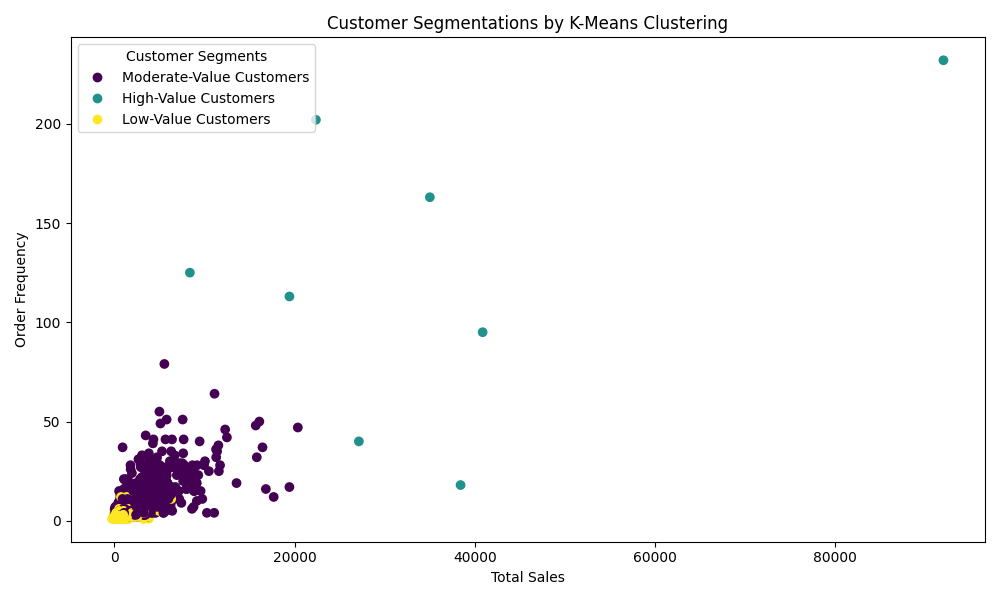 Customer Segmentations by K-Means Clustering
Customer Segments
Moderate-Value Customers
High-Value Customers
Low-Value Customers
Order Frequency
200
150
100
50
0
0
20000
40000
60000
80000
Total Sales